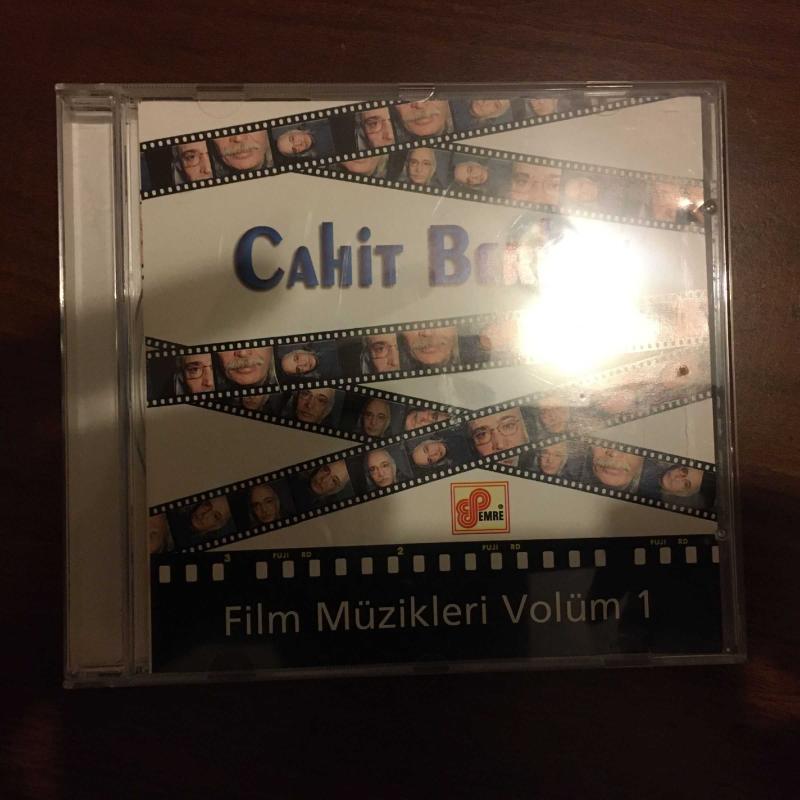 Cahit
EMRE
3 FUJI RD 2 FUJI RD FUJI RD
Film Müzikleri Volüm 1